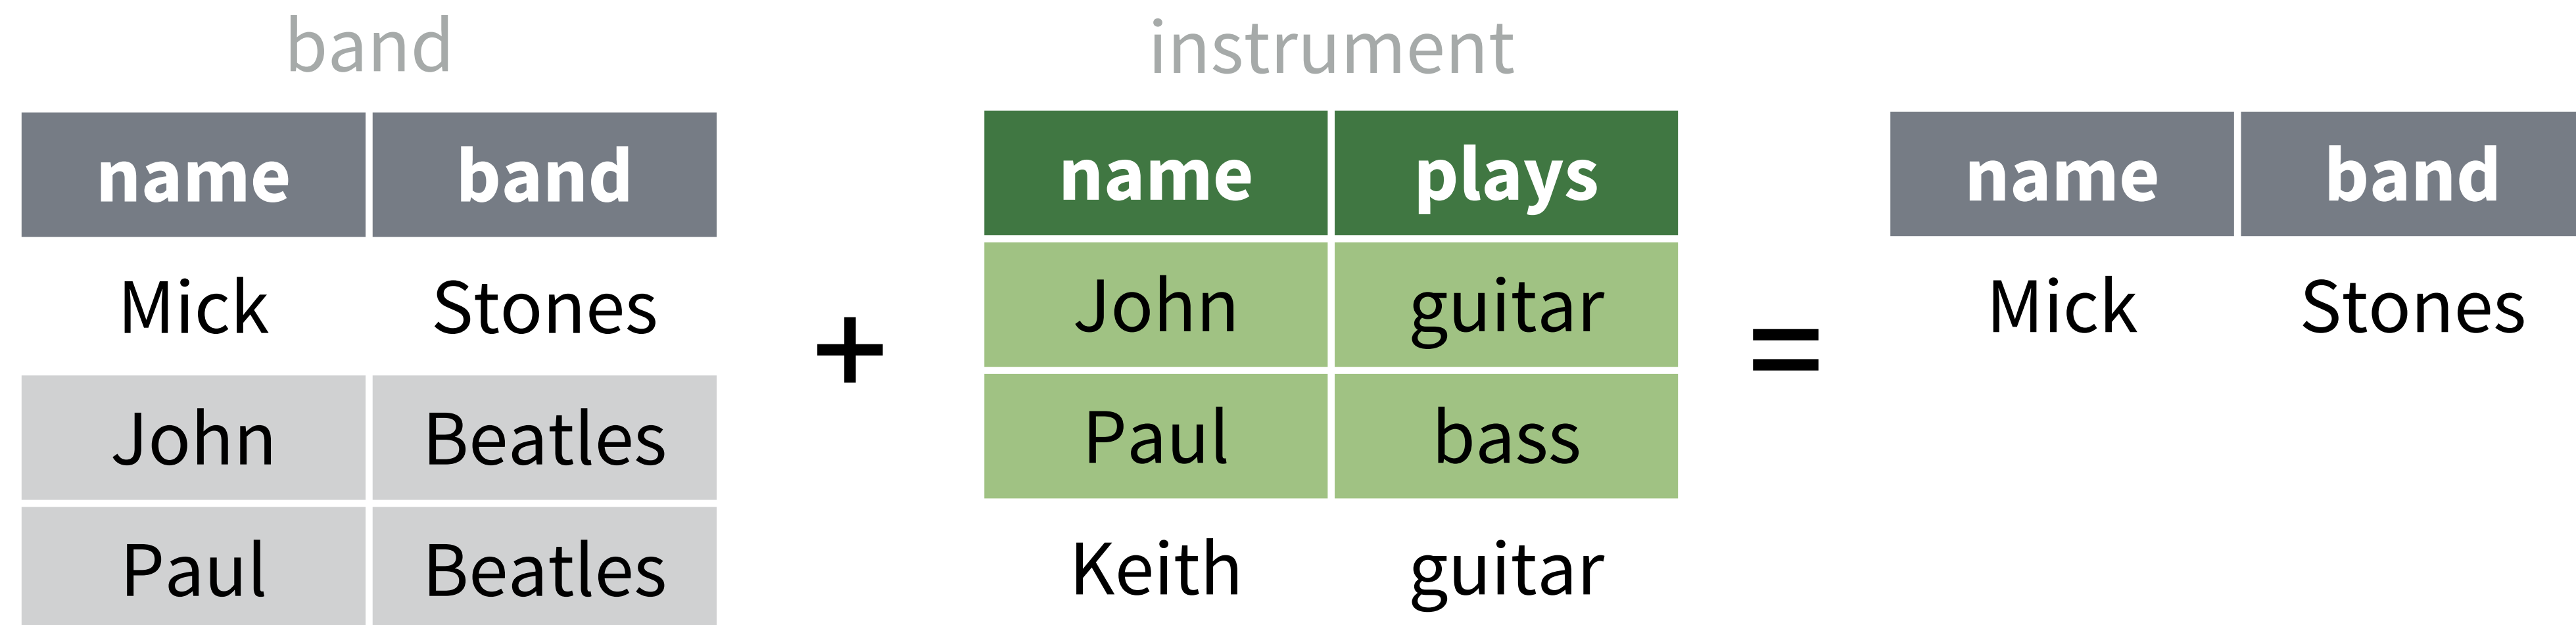 band
name band
Mick Stones
John Beatles
Paul Beatles
+
instrument
name plays
John guitar
Paul bass
Keith guitar
=
name band
Mick Stones